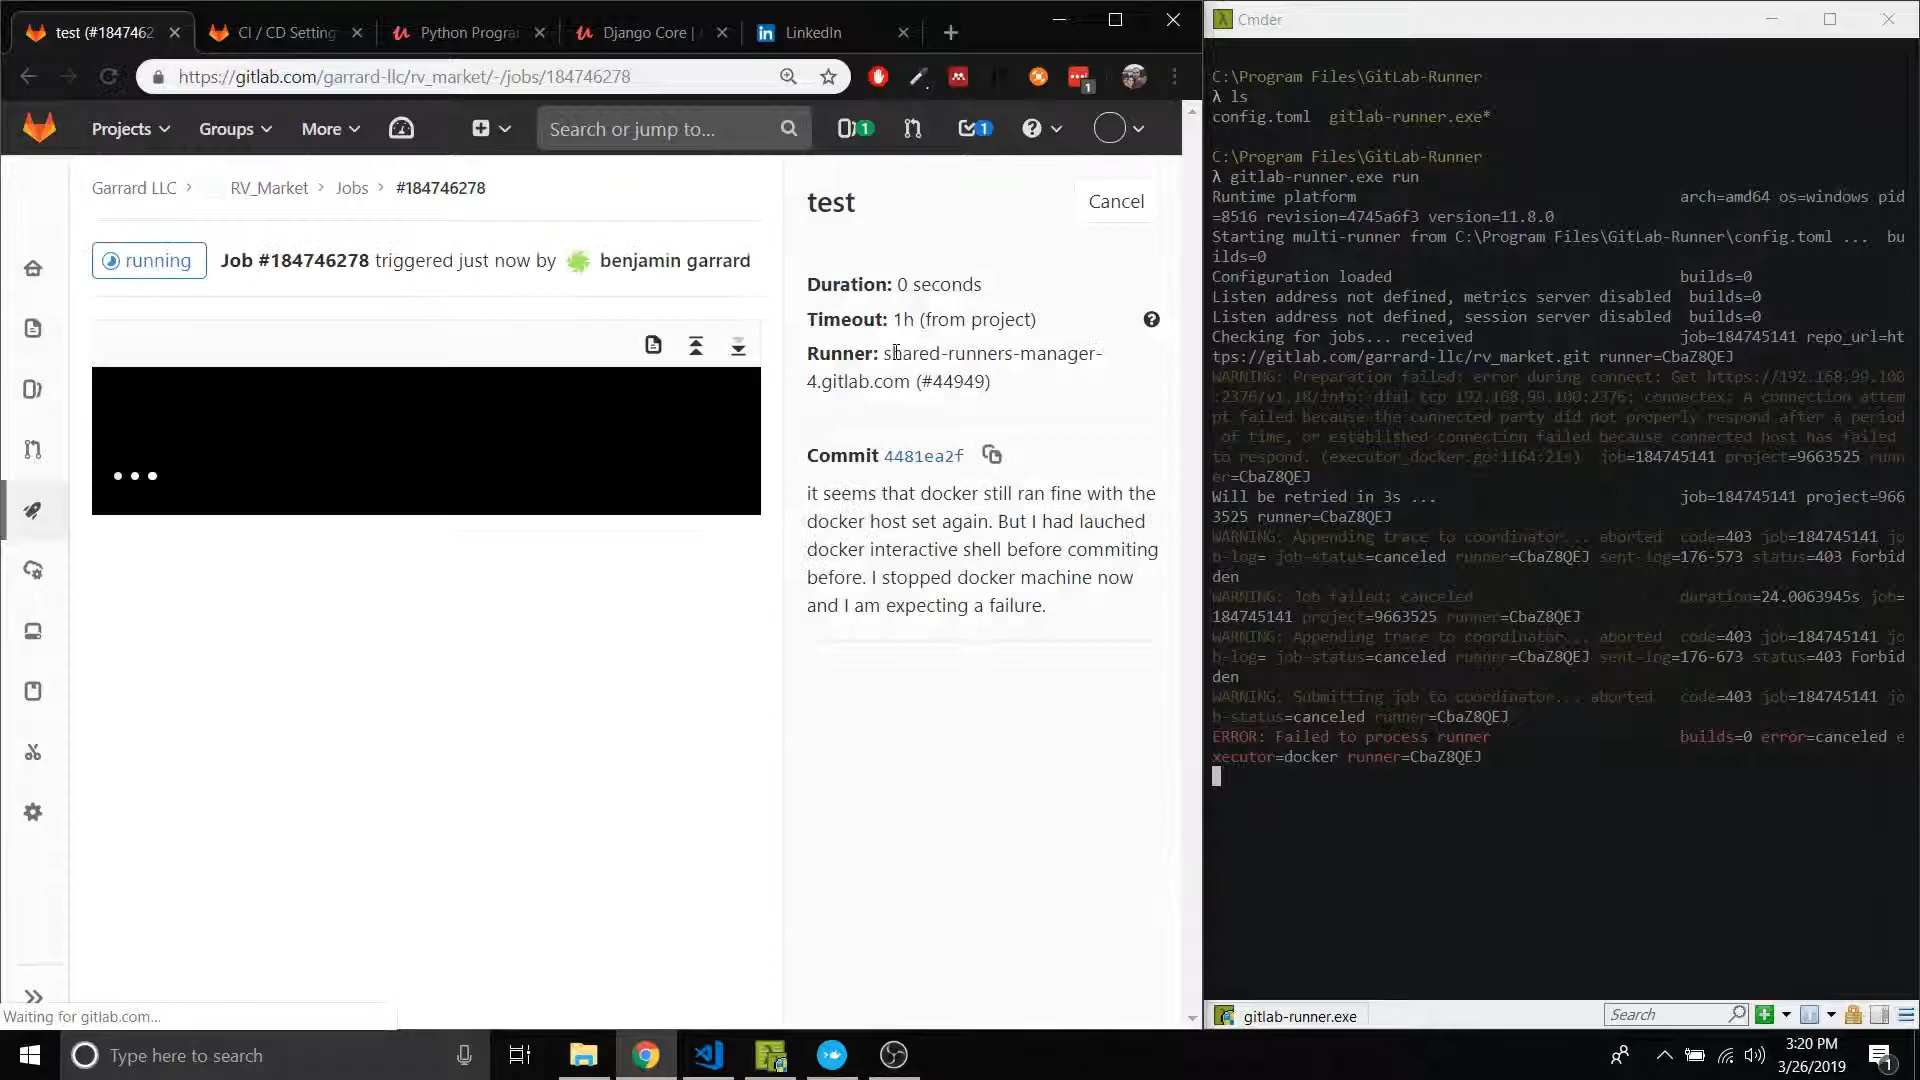 test (#1847462
CI / CD Setting
Python Progra
Django Core |
LinkedIn
https://gitlab.com/garrard-llc/rv_market/-/jobs/184746278
1
Projects
Groups
More
Search or jump to...
1
1
Garrard LLC
RV_Market
Jobs
#184746278
running
Job #184746278 triggered just now by benjamin garrard
test
Cancel
Duration: 0 seconds
Timeout: 1h (from project)
Runner: shared-runners-manager-
4.gitlab.com (#44949)
Commit 4481ea2f
it seems that docker still ran fine with the
docker host set again. But I had lauched
docker interactive shell before commiting
before. I stopped docker machine now
and I am expecting a failure.
Waiting for gitlab.com...
Cmder
C:\Program Files\GitLab-Runner
λ ls
config.toml gitlab-runner.exe*
C:\Program Files\GitLab-Runner
λ gitlab-runner.exe run
Runtime platform arch=amd64 os=windows pid
=8516 revision=4745a6f3 version=11.8.0
Starting multi-runner from C:\Program Files\GitLab-Runner\config.toml ... bu
ilds=0
Configuration loaded builds=0
Listen address not defined, metrics server disabled builds=0
Listen address not defined, session server disabled builds=0
Checking for jobs... received job=184745141 repo_url=ht
tps://gitlab.com/garrard-llc/rv_market.git runner=CbaZ8QEJ
WARNING: Preparation failed: error during connect: Get https://192.168.99.100
:2376/v1.18/info: dial tcp 192.168.99.100:2376: connectex: A connection attem
pt failed because the connected party did not properly respond after a period
of time, or established connection failed because connected host has failed
to respond. (executor_docker.go:1164:21s) job=184745141 project=9663525 runn
er=CbaZ8QEJ
Will be retried in 3s ... job=184745141 project=966
3525 runner=CbaZ8QEJ
WARNING: Appending trace to coordinator... aborted code=403 job=184745141 jo
b-log= job-status=canceled runner=CbaZ8QEJ sent-log=176-573 status=403 Forbid
den
WARNING: Job failed: canceled duration=24.0063945s job=
184745141 project=9663525 runner=CbaZ8QEJ
WARNING: Appending trace to coordinator... aborted code=403 job=184745141 jo
b-log= job-status=canceled runner=CbaZ8QEJ sent-log=176-673 status=403 Forbid
den
WARNING: Submitting job to coordinator... aborted code=403 job=184745141 jo
b-status=canceled runner=CbaZ8QEJ
ERROR: Failed to process runner builds=0 error=canceled e
xecutor=docker runner=CbaZ8QEJ
gitlab-runner.exe
Search
Type here to search
3:20 PM
3/26/2019
1